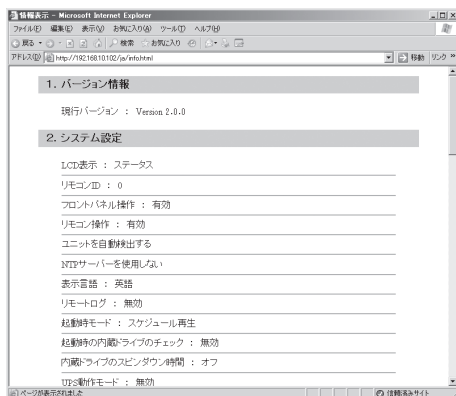 情報表示 - Microsoft Internet Explorer
ファイル(F) 編集(E) 表示(V) お気に入り(A) ツール(T) ヘルプ(H)
戻る 検索 お気に入り
アドレス(D) http://192.168.10.102/ja/info.html 移動 リンク »
1. バージョン情報
現行バージョン : Version 2.0.0
2. システム設定
LCD表示 : ステータス
リモコンID : 0
フロントパネル操作 : 有効
リモコン操作 : 有効
ユニットを自動検出する
NTPサーバーを使用しない
表示言語 : 英語
リモートログ : 無効
起動時モード : スケジュール再生
起動時の内蔵ドライブのチェック : 無効
内蔵ドライブのスピンダウン時間 : オフ
UPS動作モード : 無効
ページが表示されました 信頼済みサイト